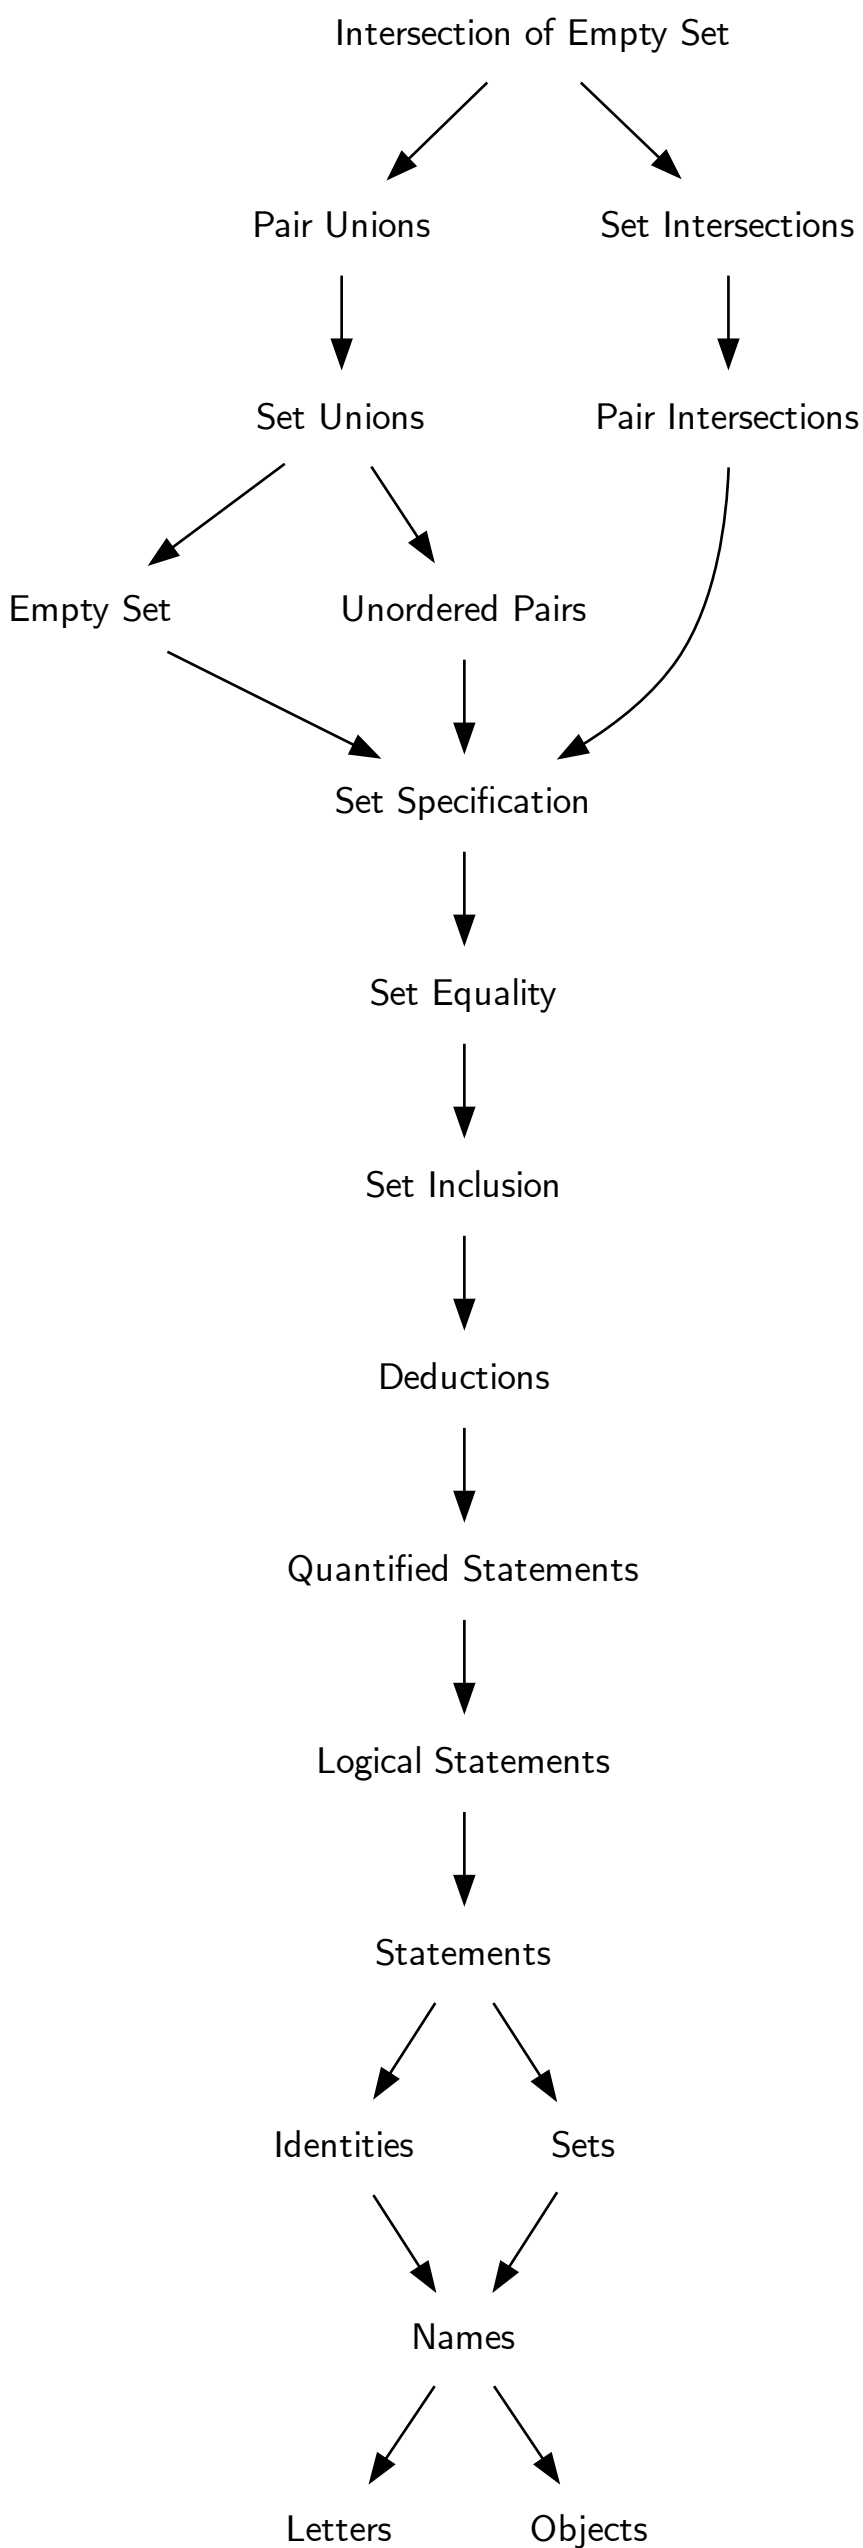 Intersection of Empty Set
Pair Unions
Set Intersections
Set Unions
Pair Intersections
Empty Set
Unordered Pairs
Set Specification
Set Equality
Set Inclusion
Deductions
Quantified Statements
Logical Statements
Statements
Identities
Sets
Names
Letters
Objects